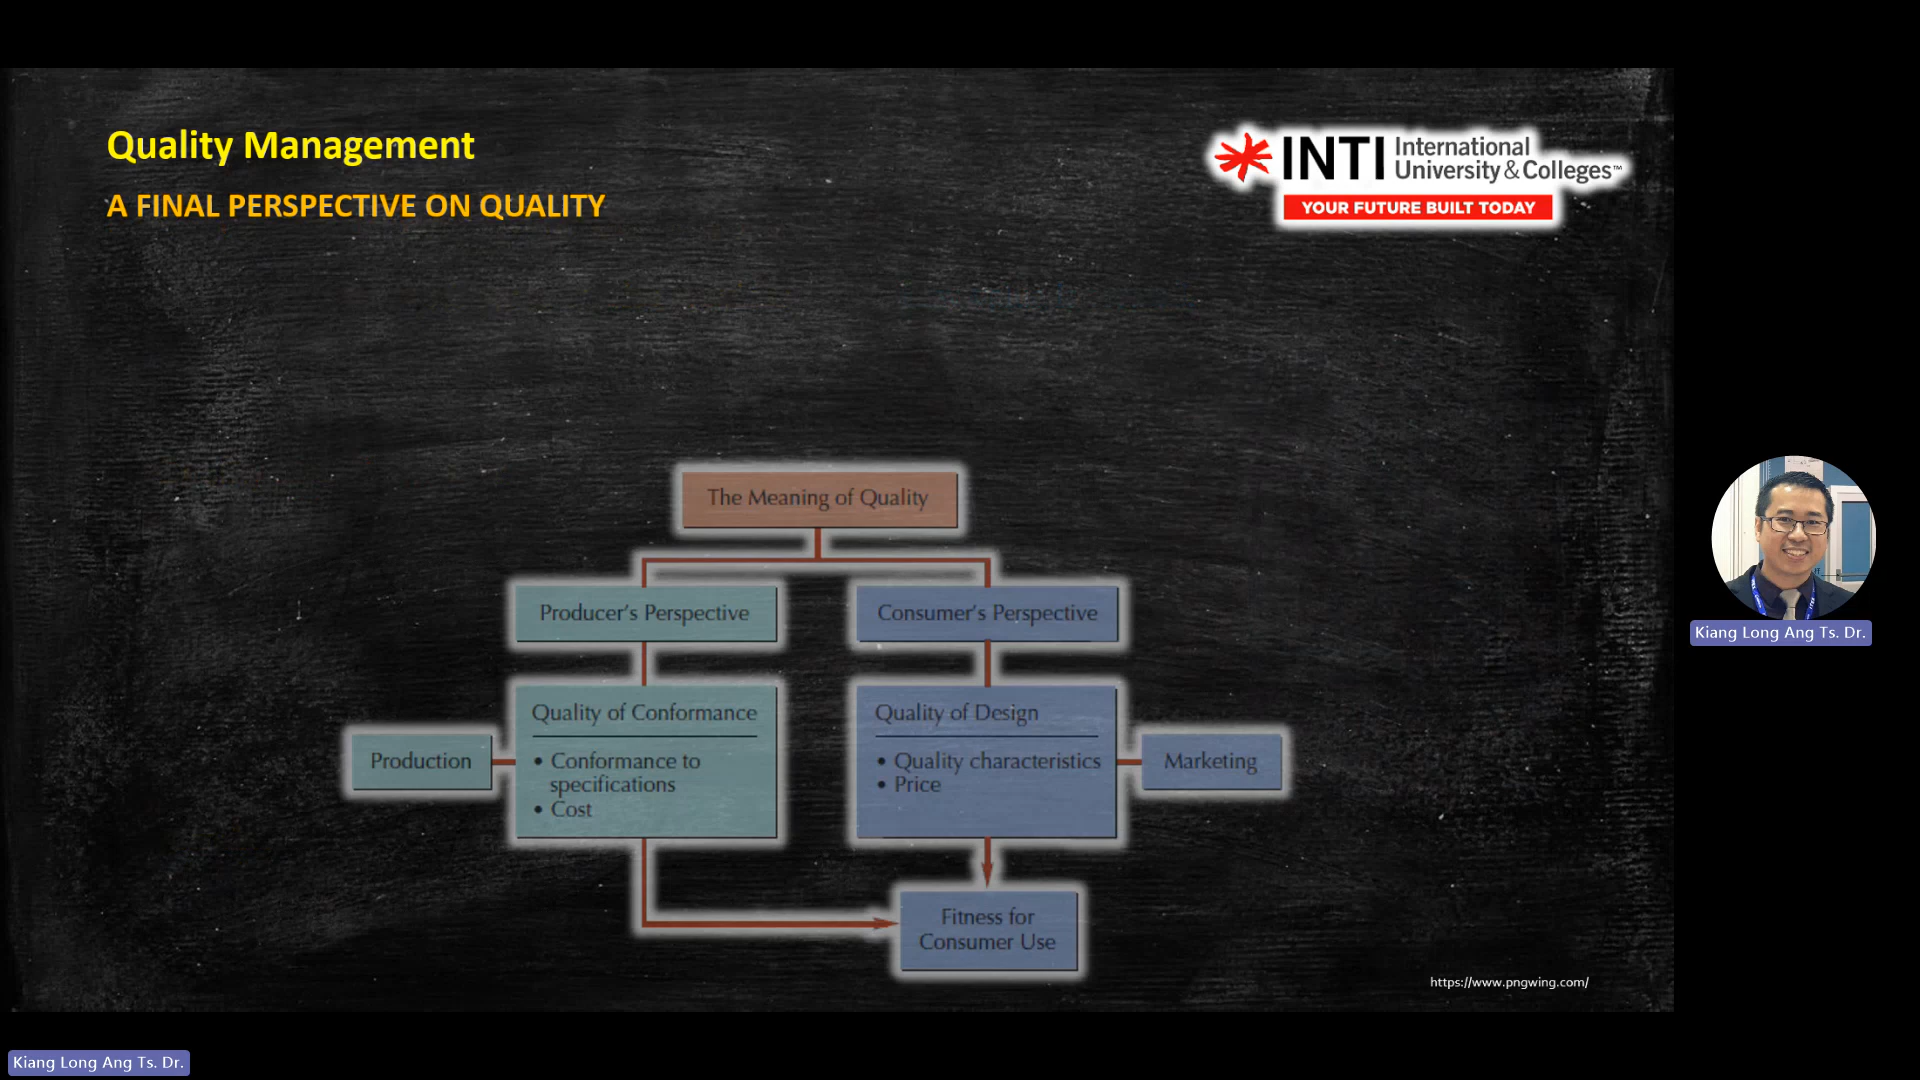 Quality Management
A FINAL PERSPECTIVE ON QUALITY
INTI International
University & Colleges™
YOUR FUTURE BUILT TODAY
The Meaning of Quality
Producer's Perspective
Consumer's Perspective
Production
Quality of Conformance
• Conformance to
specifications
• Cost
Quality of Design
• Quality characteristics
• Price
Marketing
Fitness for
Consumer Use
https://www.pngwing.com/
Kiang Long Ang Ts. Dr.
Kiang Long Ang Ts. Dr.